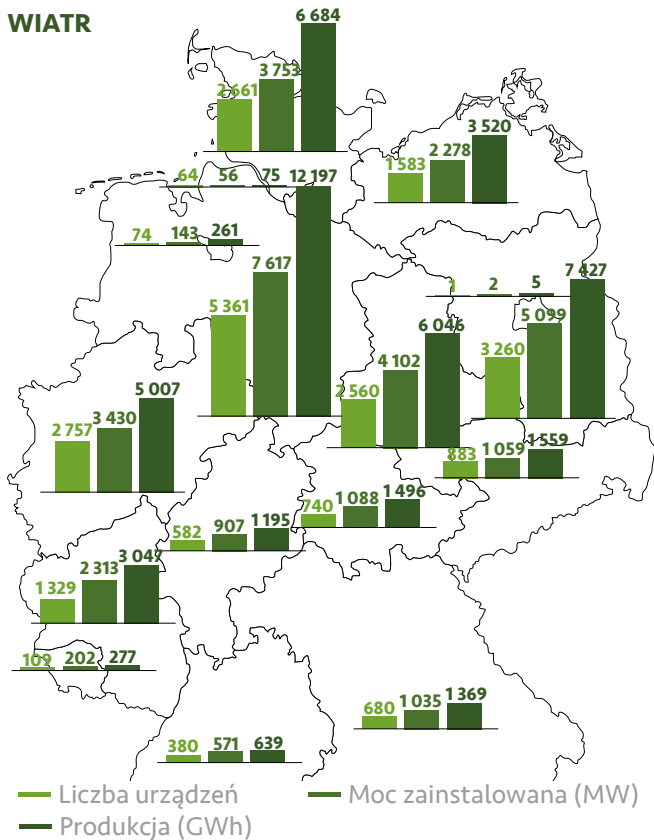 WIATR
6 684
3 753
2 661
3 520
2 278
1 583
64 56 75 12 197
74 143 261
7 617
5 361
1 2 5 7 427
5 099
3 260
6 046
4 102
2 560
5 007
3 430
2 757
883 1 059 1 559
740 1 088 1 496
582 907 1 195
3 047
2 313
1 329
109 202 277
680 1 035 1 369
380 571 639
Liczba urządzeń
Moc zainstalowana (MW)
Produkcja (GWh)